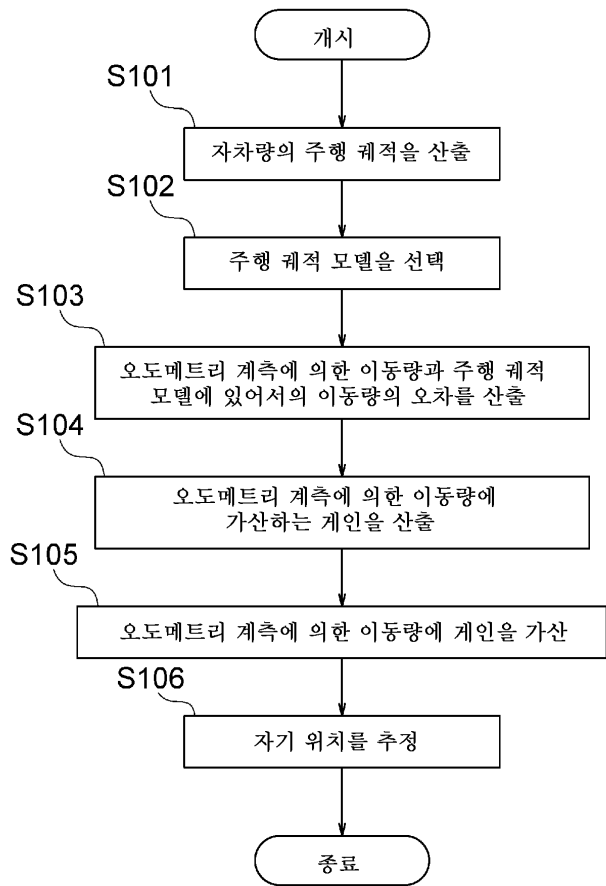 개시
S101
자차량의 주행 궤적을 산출
S102
주행 궤적 모델을 선택
S103
오도메트리 계측에 의한 이동량과 주행 궤적
모델에 있어서의 이동량의 오차를 산출
S104
오도메트리 계측에 의한 이동량에
가산하는 게인을 산출
S105
오도메트리 계측에 의한 이동량에 게인을 가산
S106
자기 위치를 추정
종료